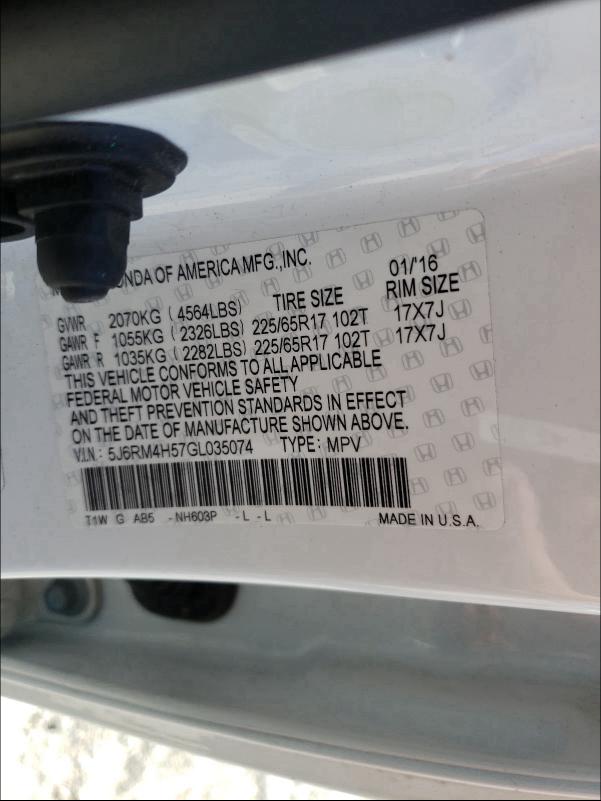 ONDA OF AMERICA MFG.,INC. 01/'16
GVWR 2070KG ( 4564LBS) TIRE SIZE RIM SIZE
GAWR F 1055KG ( 2326LBS) 225/65R17 102T 17X7J
GAWR R 1035KG ( 2282LBS) 225/65R17 102T 17X7J
THIS VEHICLE CONFORMS TO ALL APPLICABLE
FEDERAL MOTOR VEHICLE SAFETY
AND THEFT PREVENTION STANDARDS IN EFFECT
ON THE DATE OF MANUFACTURE SHOWN ABOVE.
V.I.N.: 5J6RM4H57GL035074 TYPE: MPV
T1W G AB5 -NH603P -L -L MADE IN U.S.A.